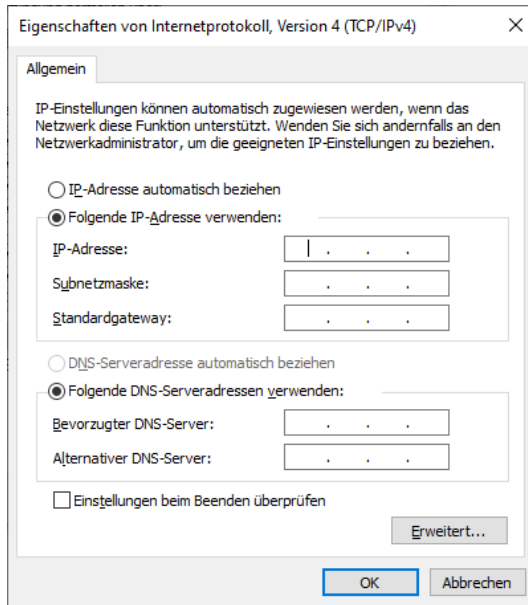 Eigenschaften von Internetprotokoll, Version 4 (TCP/IPv4)
Allgemein
IP-Einstellungen können automatisch zugewiesen werden, wenn das
Netzwerk diese Funktion unterstützt. Wenden Sie sich andernfalls an den
Netzwerkadministrator, um die geeigneten IP-Einstellungen zu beziehen.
IP-Adresse automatisch beziehen
Folgende IP-Adresse verwenden:
IP-Adresse: . . .
Subnetzmaske: . . .
Standardgateway: . . .
DNS-Serveradresse automatisch beziehen
Folgende DNS-Serveradressen verwenden:
Bevorzugter DNS-Server: . . .
Alternativer DNS-Server: . . .
Einstellungen beim Beenden überprüfen
Erweitert...
OK Abbrechen